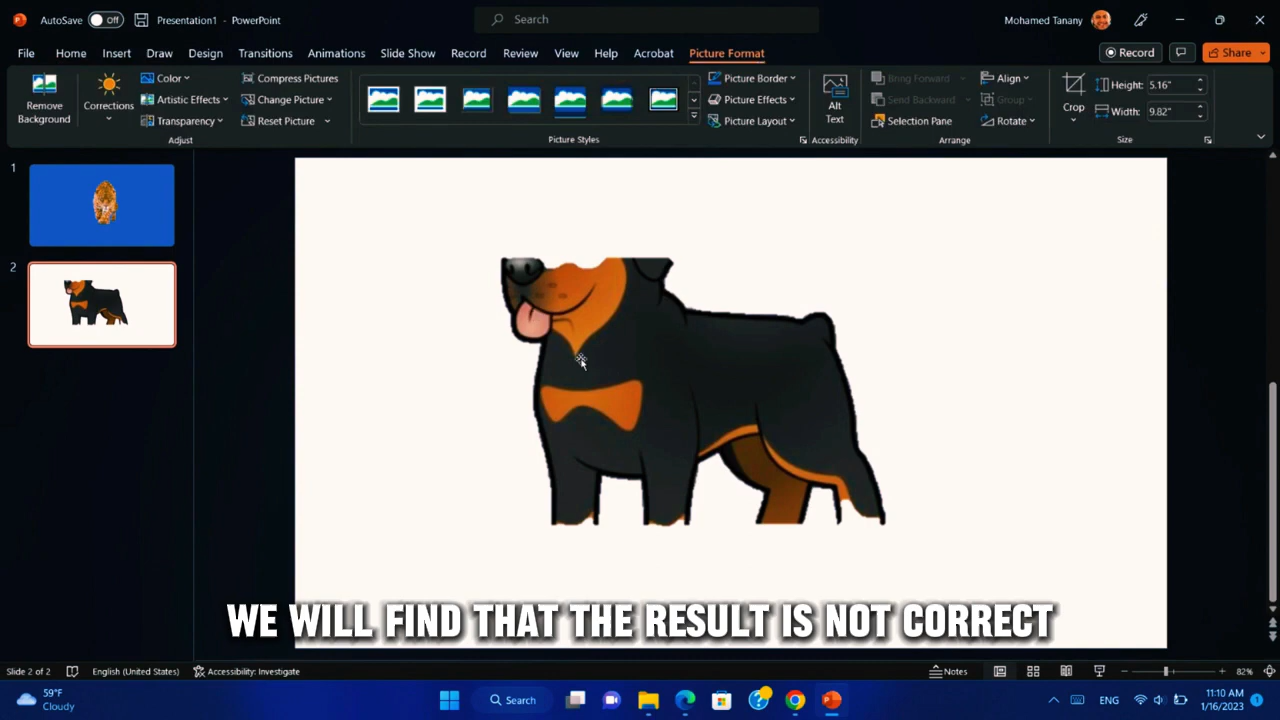 AutoSave Off Presentation1 - PowerPoint Search Mohamed Tanany
File Home Insert Draw Design Transitions Animations Slide Show Record Review View Help Acrobat Picture Format Record Share
Remove Background
Corrections
Color
Artistic Effects
Transparency
Compress Pictures
Change Picture
Reset Picture
Adjust
Picture Styles
Picture Border
Picture Effects
Picture Layout
Alt Text
Accessibility
Bring Forward
Send Backward
Selection Pane
Align
Group
Rotate
Arrange
Crop
Height: 5.16"
Width: 9.82"
Size
1
2
WE WILL FIND THAT THE RESULT IS NOT CORRECT
Slide 2 of 2 English (United States) Accessibility: Investigate Notes 82%
59°F
Cloudy
Search
ENG
11:10 AM
1/16/2023
1